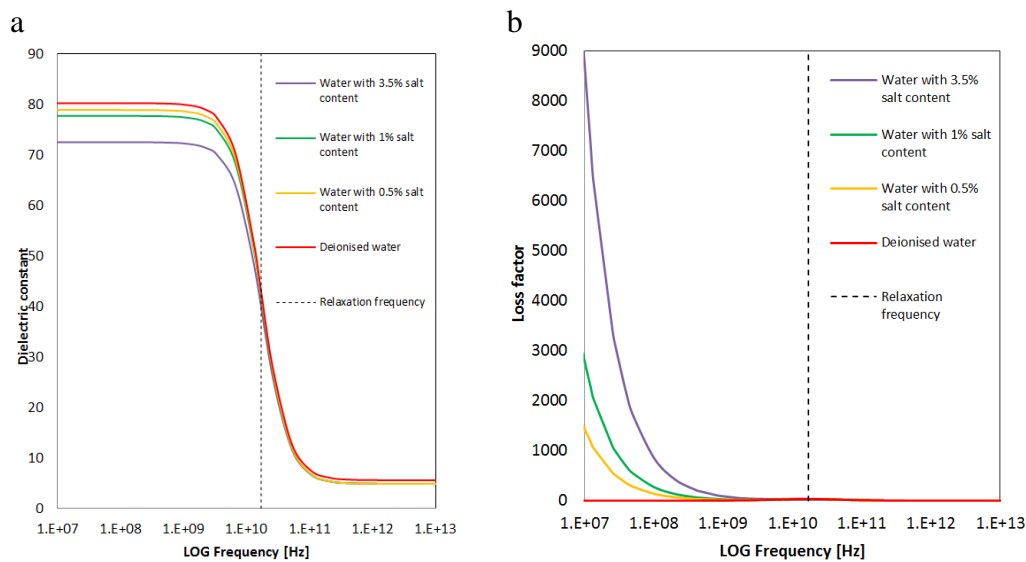 a
90
80
70
60
50
40
30
20
10
0
Dielectric constant
1.E+07 1.E+08 1.E+09 1.E+10 1.E+11 1.E+12 1.E+13
LOG Frequency [Hz]
Water with 3.5% salt
content
Water with 1% salt
content
Water with 0.5% salt
content
Deionised water
Relaxation frequency
b
9000
8000
7000
6000
5000
4000
3000
2000
1000
0
Loss factor
1.E+07 1.E+08 1.E+09 1.E+10 1.E+11 1.E+12 1.E+13
LOG Frequency [Hz]
Water with 3.5%
salt content
Water with 1% salt
content
Water with 0.5%
salt content
Deionised water
Relaxation
frequency